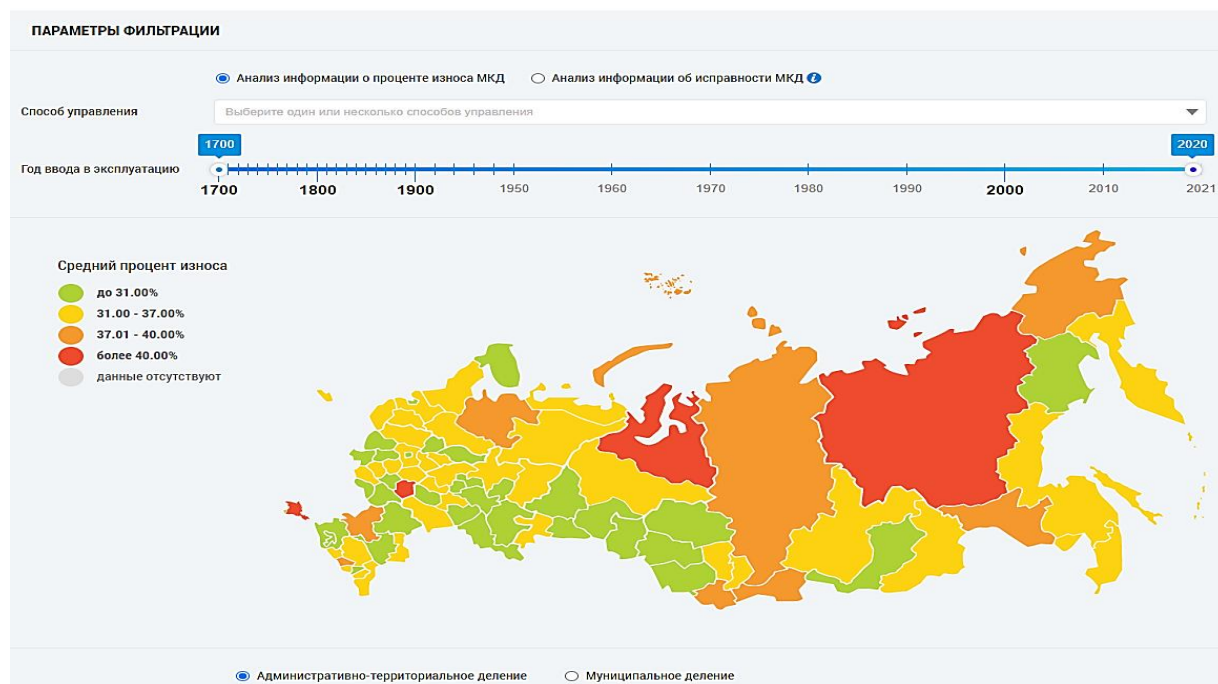 ПАРАМЕТРЫ ФИЛЬТРАЦИИ
Анализ информации о проценте износа МКД Анализ информации об исправности МКД i
Способ управления Выберите один или несколько способов управления
1700 2020
Год ввода в эксплуатацию
1700 1800 1900 1950 1960 1970 1980 1990 2000 2010 2021
Средний процент износа
до 31.00%
31.00 - 37.00%
37.01 - 40.00%
более 40.00%
данные отсутствуют
Административно-территориальное деление Муниципальное деление